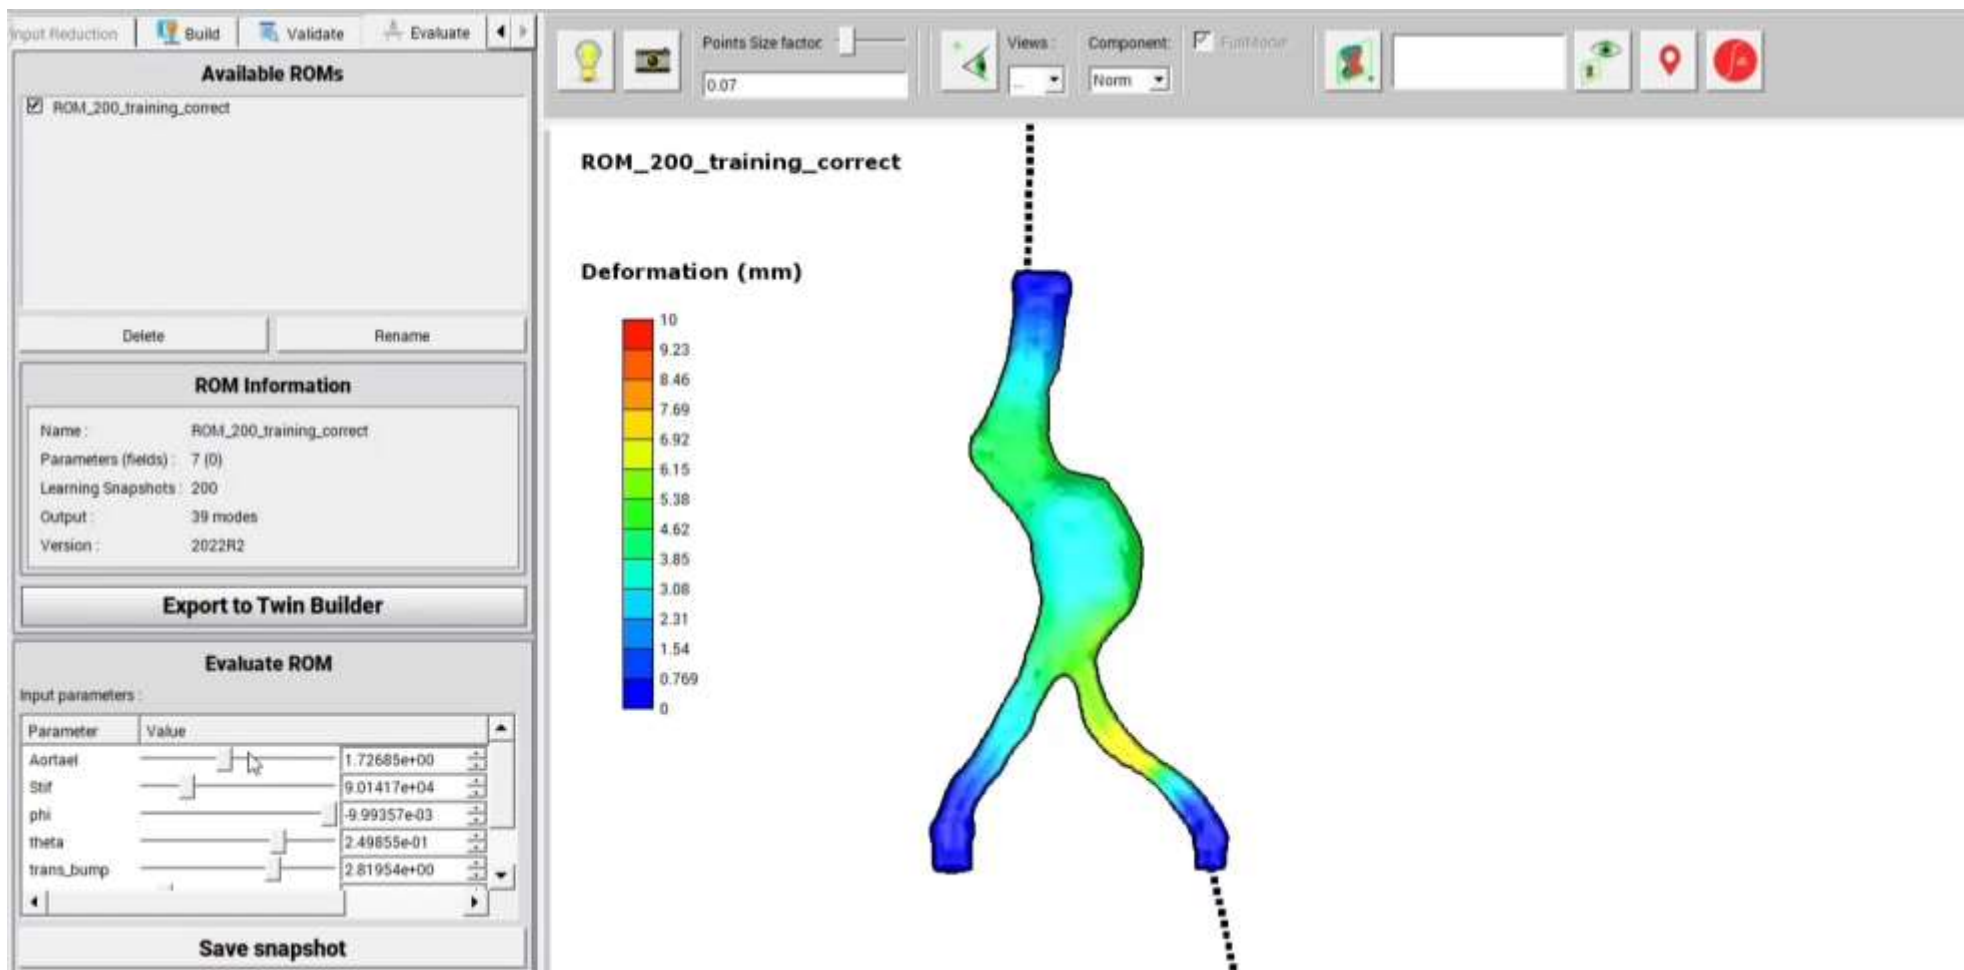 Input Reduction Build Validate Evaluate
Available ROMs
ROM_200_training_correct
Delete Rename
ROM Information
Name : ROM_200_training_correct
Parameters (fields) : 7 (0)
Learning Snapshots : 200
Output : 39 modes
Version : 2022R2
Export to Twin Builder
Evaluate ROM
Input parameters :
Parameter Value
Aortael 1.72685e+00
Stif 9.01417e+04
phi -9.99357e-03
theta 2.49855e-01
trans_bump 2.81954e+00
Save snapshot
Points Size factor
0.07
Views :
...
Component:
Norm
ROM_200_training_correct
Deformation (mm)
10
9.23
8.46
7.69
6.92
6.15
5.38
4.62
3.85
3.08
2.31
1.54
0.769
0